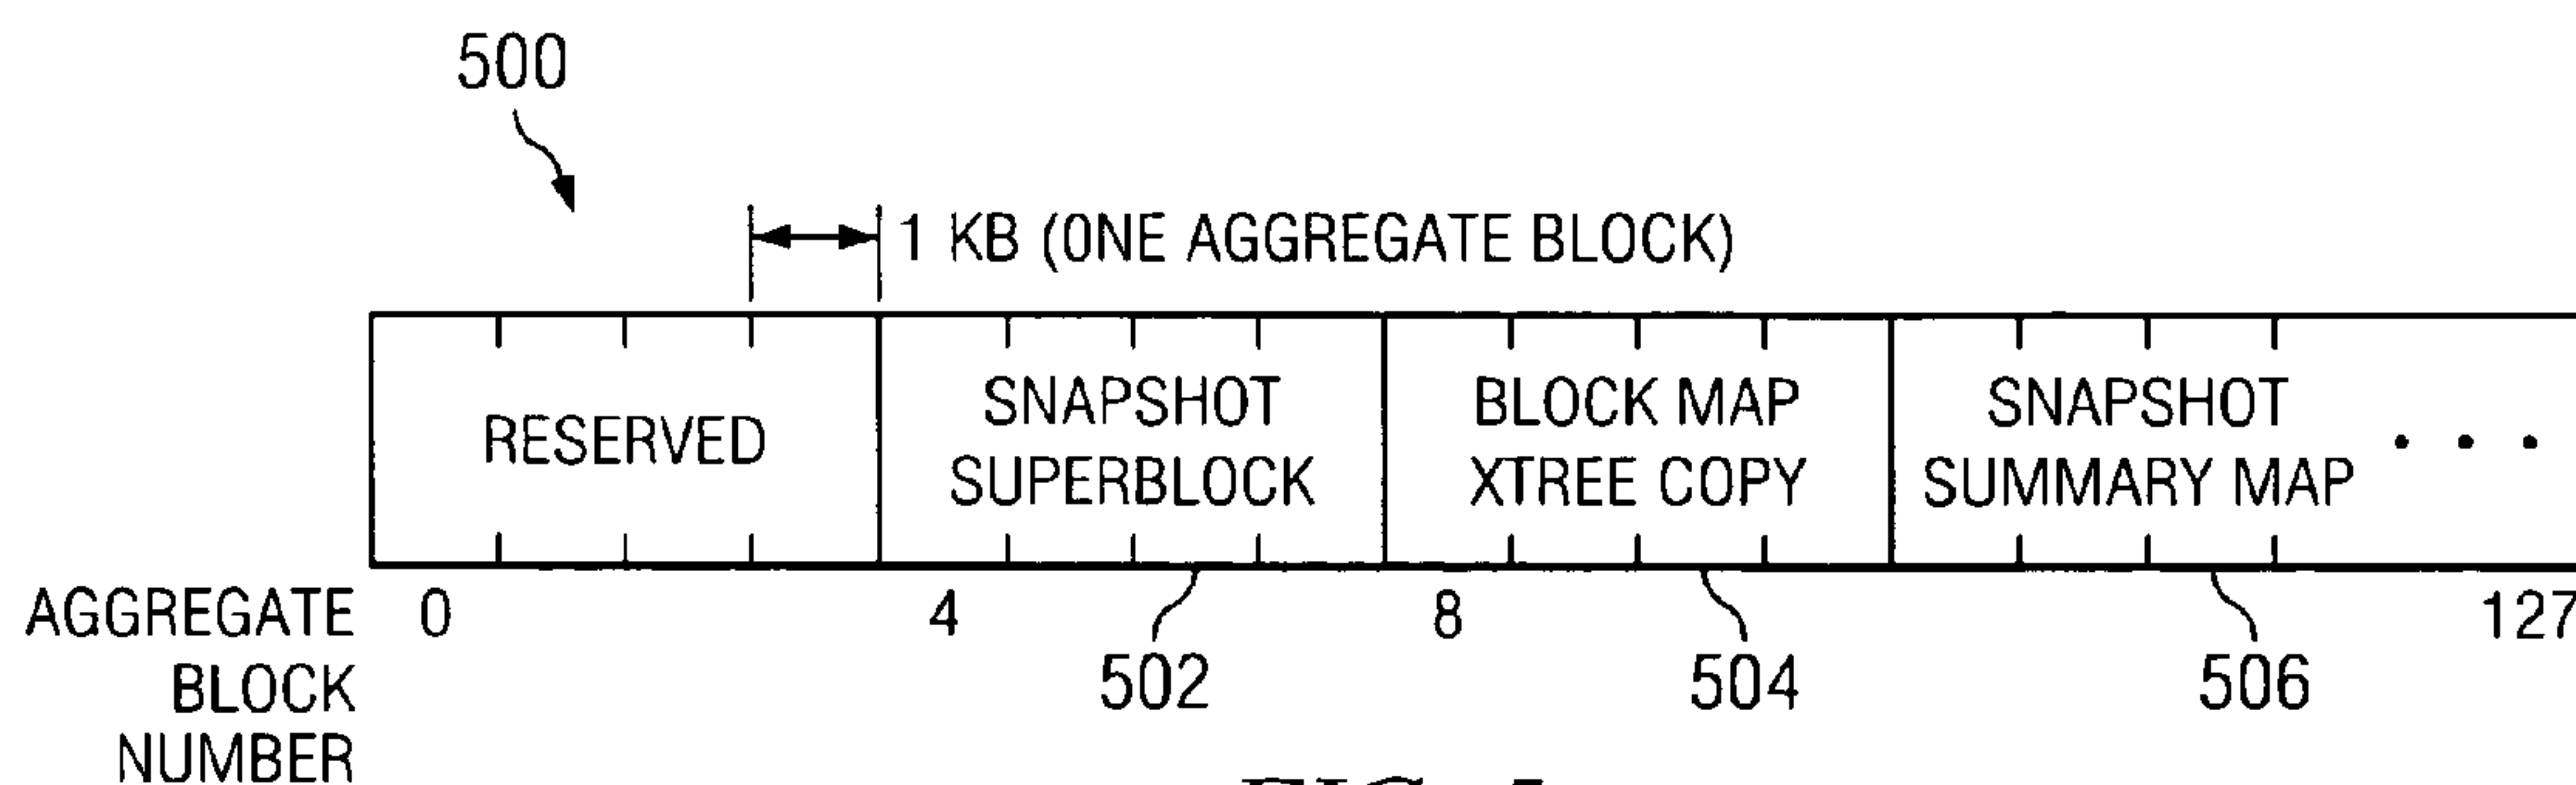 500
1 KB (ONE AGGREGATE BLOCK)
RESERVED
SNAPSHOT
SUPERBLOCK
BLOCK MAP
XTREE COPY
SNAPSHOT
SUMMARY MAP
. . .
AGGREGATE
BLOCK
NUMBER
0
4
8
127
502
504
506